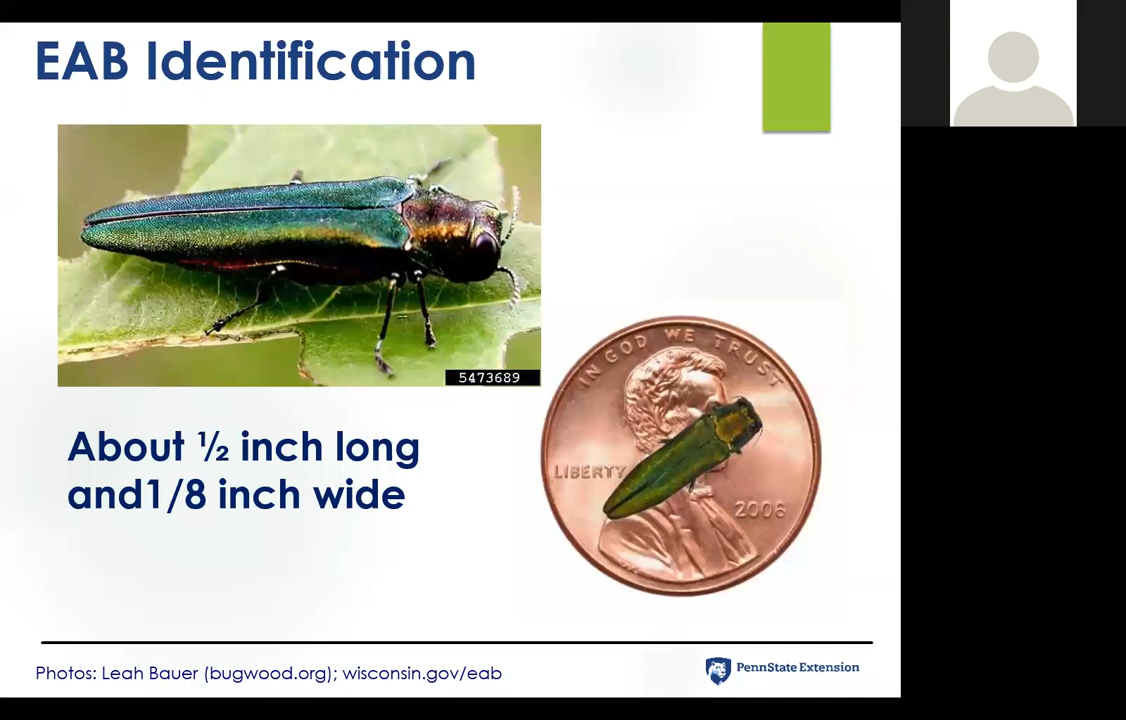 EAB Identification
5473689
IN GOD WE TRUST
LIBERTY
2006
About ½ inch long
and1/8 inch wide
Photos: Leah Bauer (bugwood.org); wisconsin.gov/eab
PennState Extension